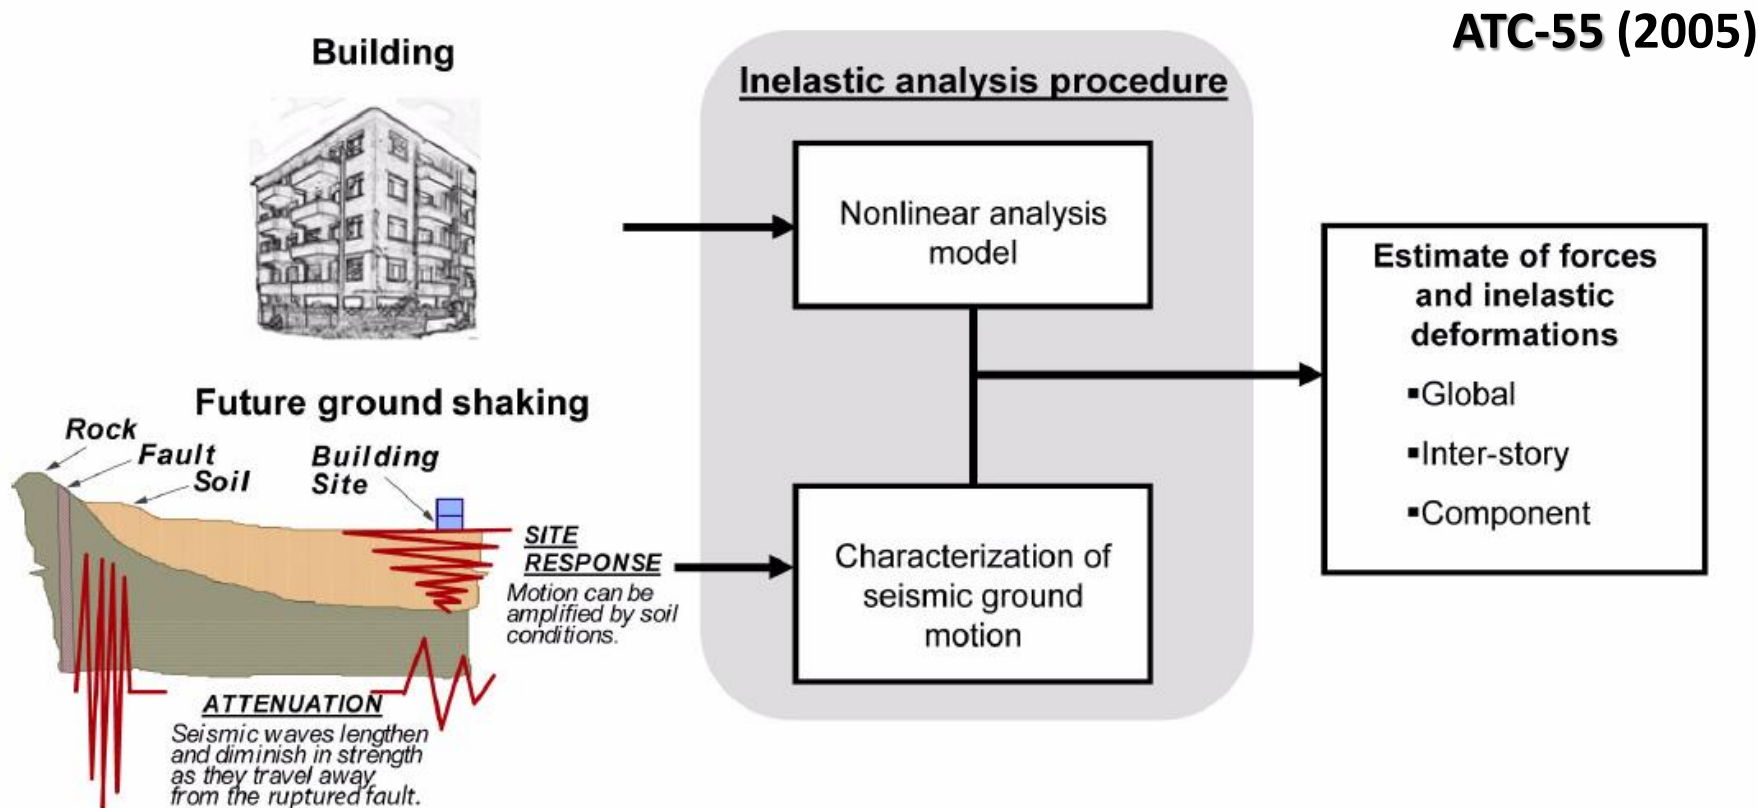 ATC-55 (2005)
Building
Inelastic analysis procedure
Nonlinear analysis
model
Estimate of forces
and inelastic
deformations
▪Global
▪Inter-story
▪Component
Future ground shaking
Rock
Fault
Soil
Building
Site
SITE
RESPONSE
Motion can be
amplified by soil
conditions.
Characterization of
seismic ground
motion
ATTENUATION
Seismic waves lengthen
and diminish in strength
as they travel away
from the ruptured fault.